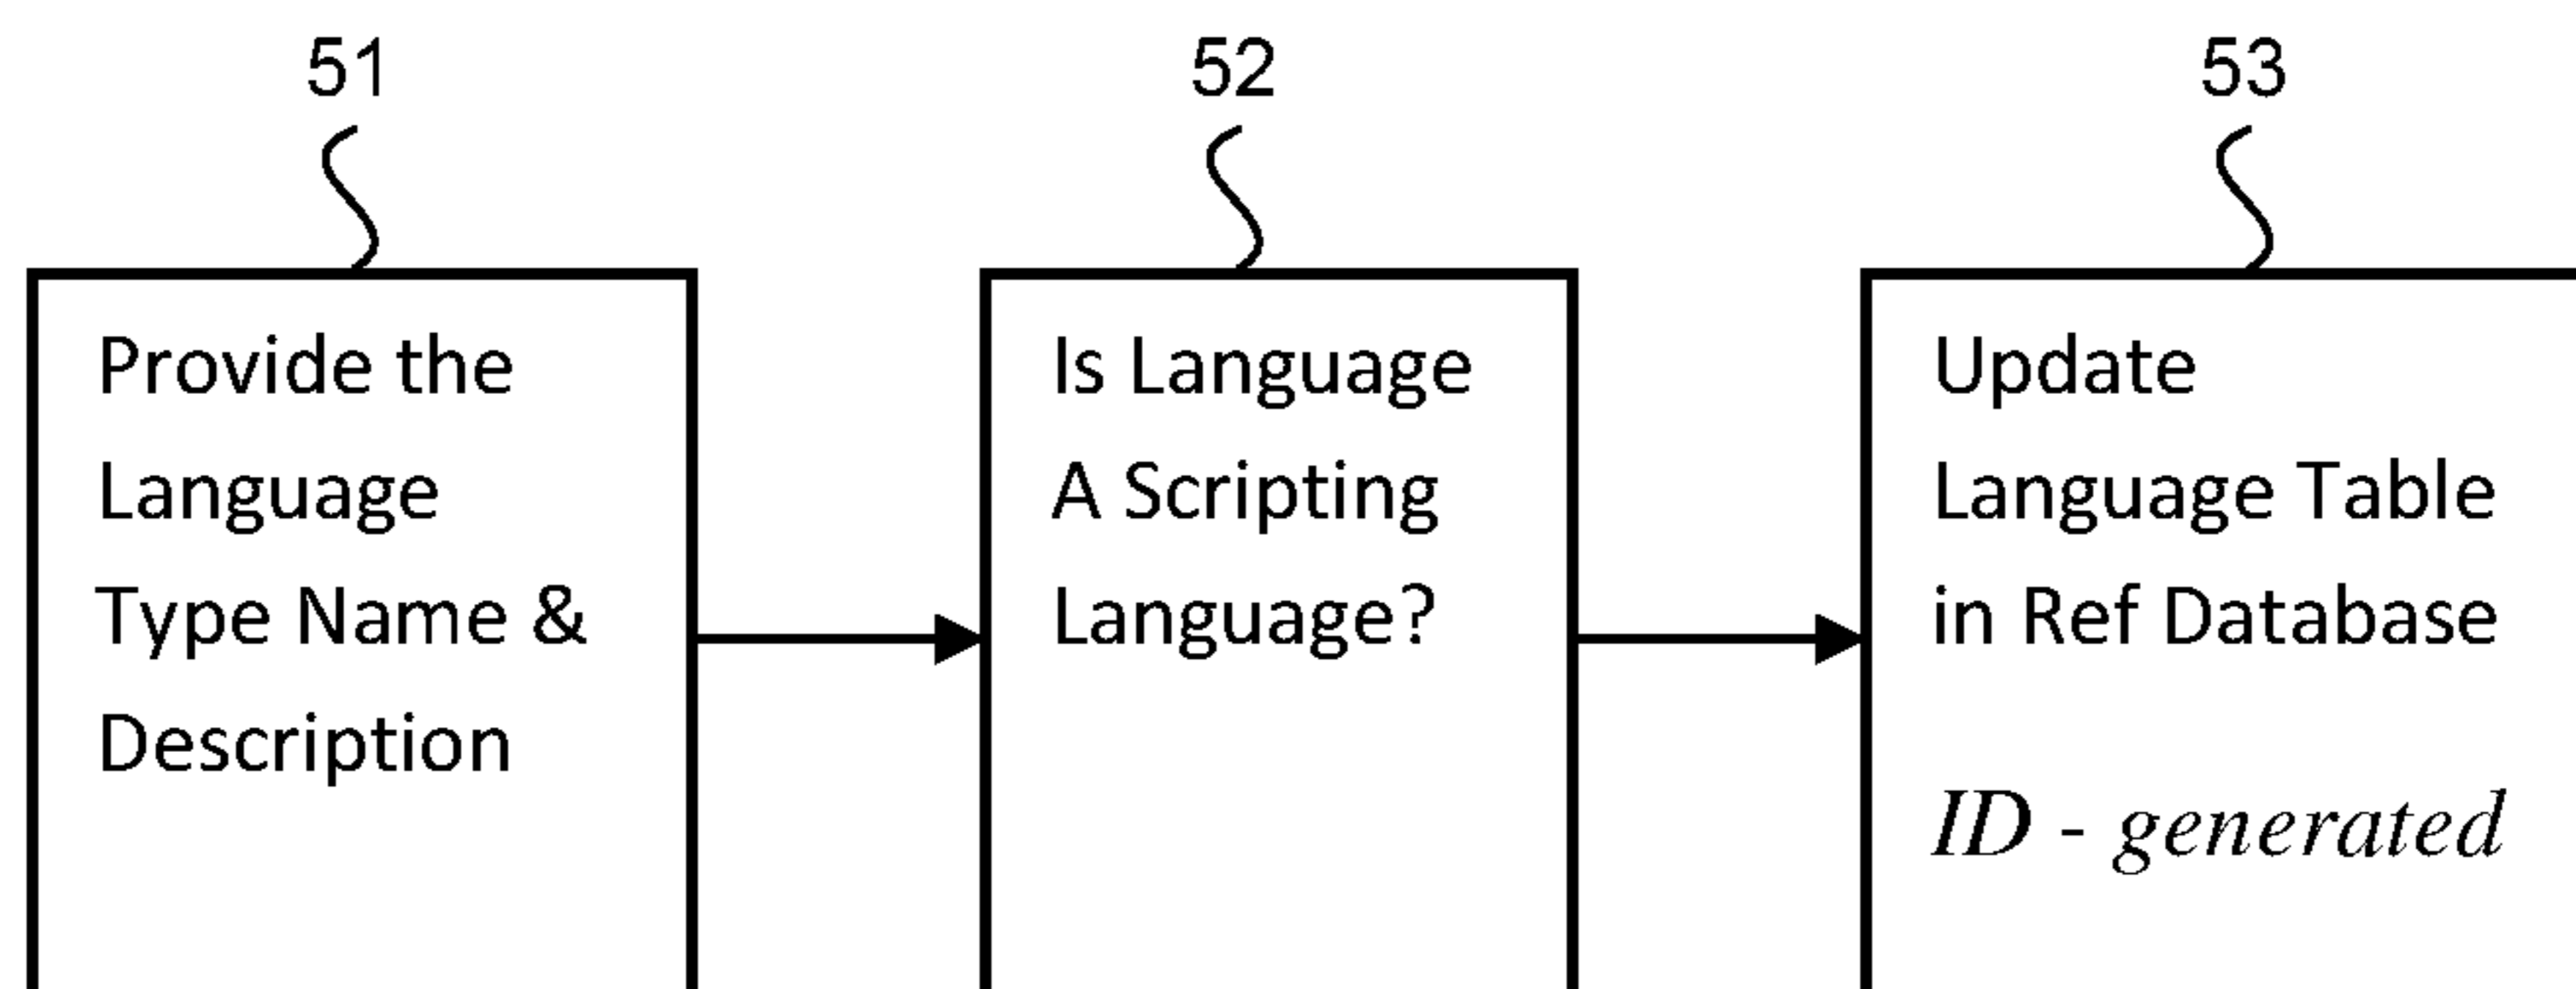 51
52
53
Provide the
Language
Type Name &
Description
Is Language
A Scripting
Language?
Update
Language Table
in Ref Database
ID - generated